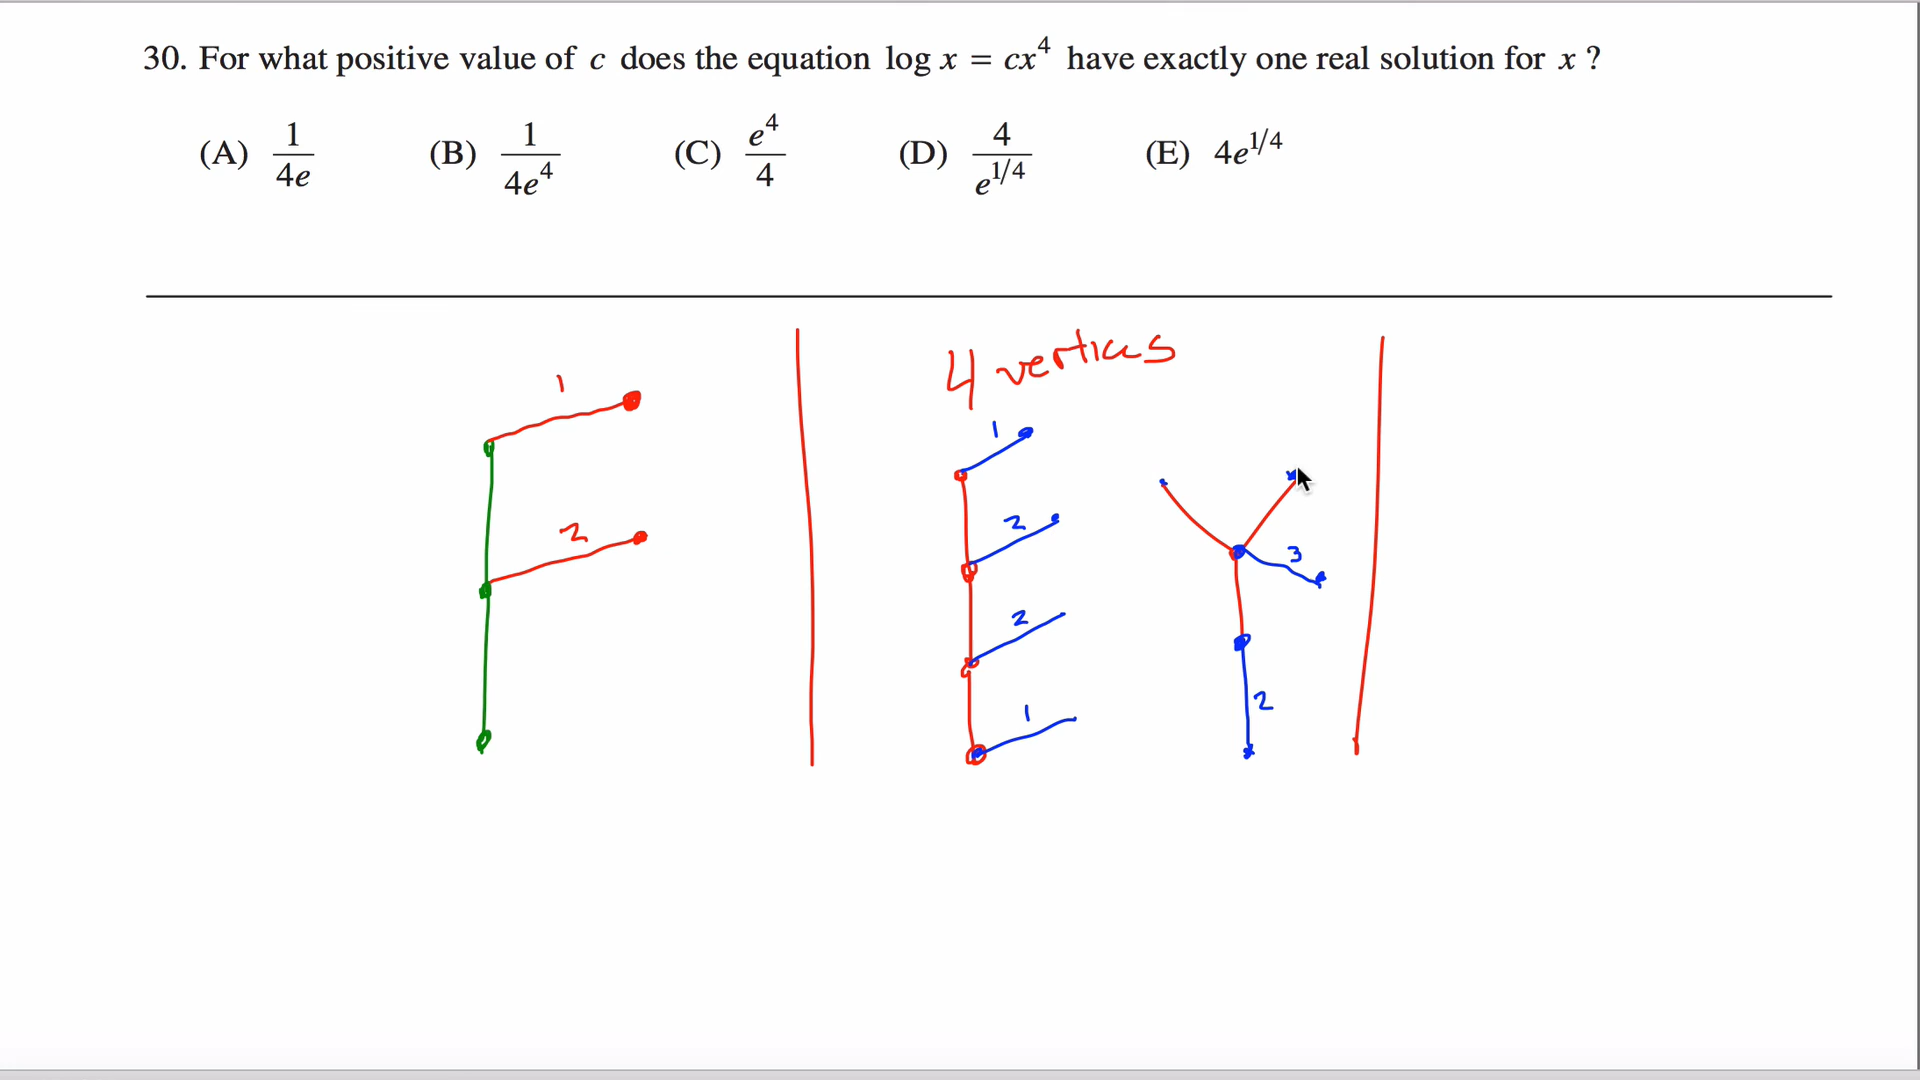 30. For what positive value of c does the equation log x = cx⁴ have exactly one real solution for x ?
(A) 1/4e (B) 1/4e⁴ (C) e⁴/4 (D) 4/e^{1/4} (E) 4e^{1/4}
4 vertices
1
1
2
2
3
2
2
1